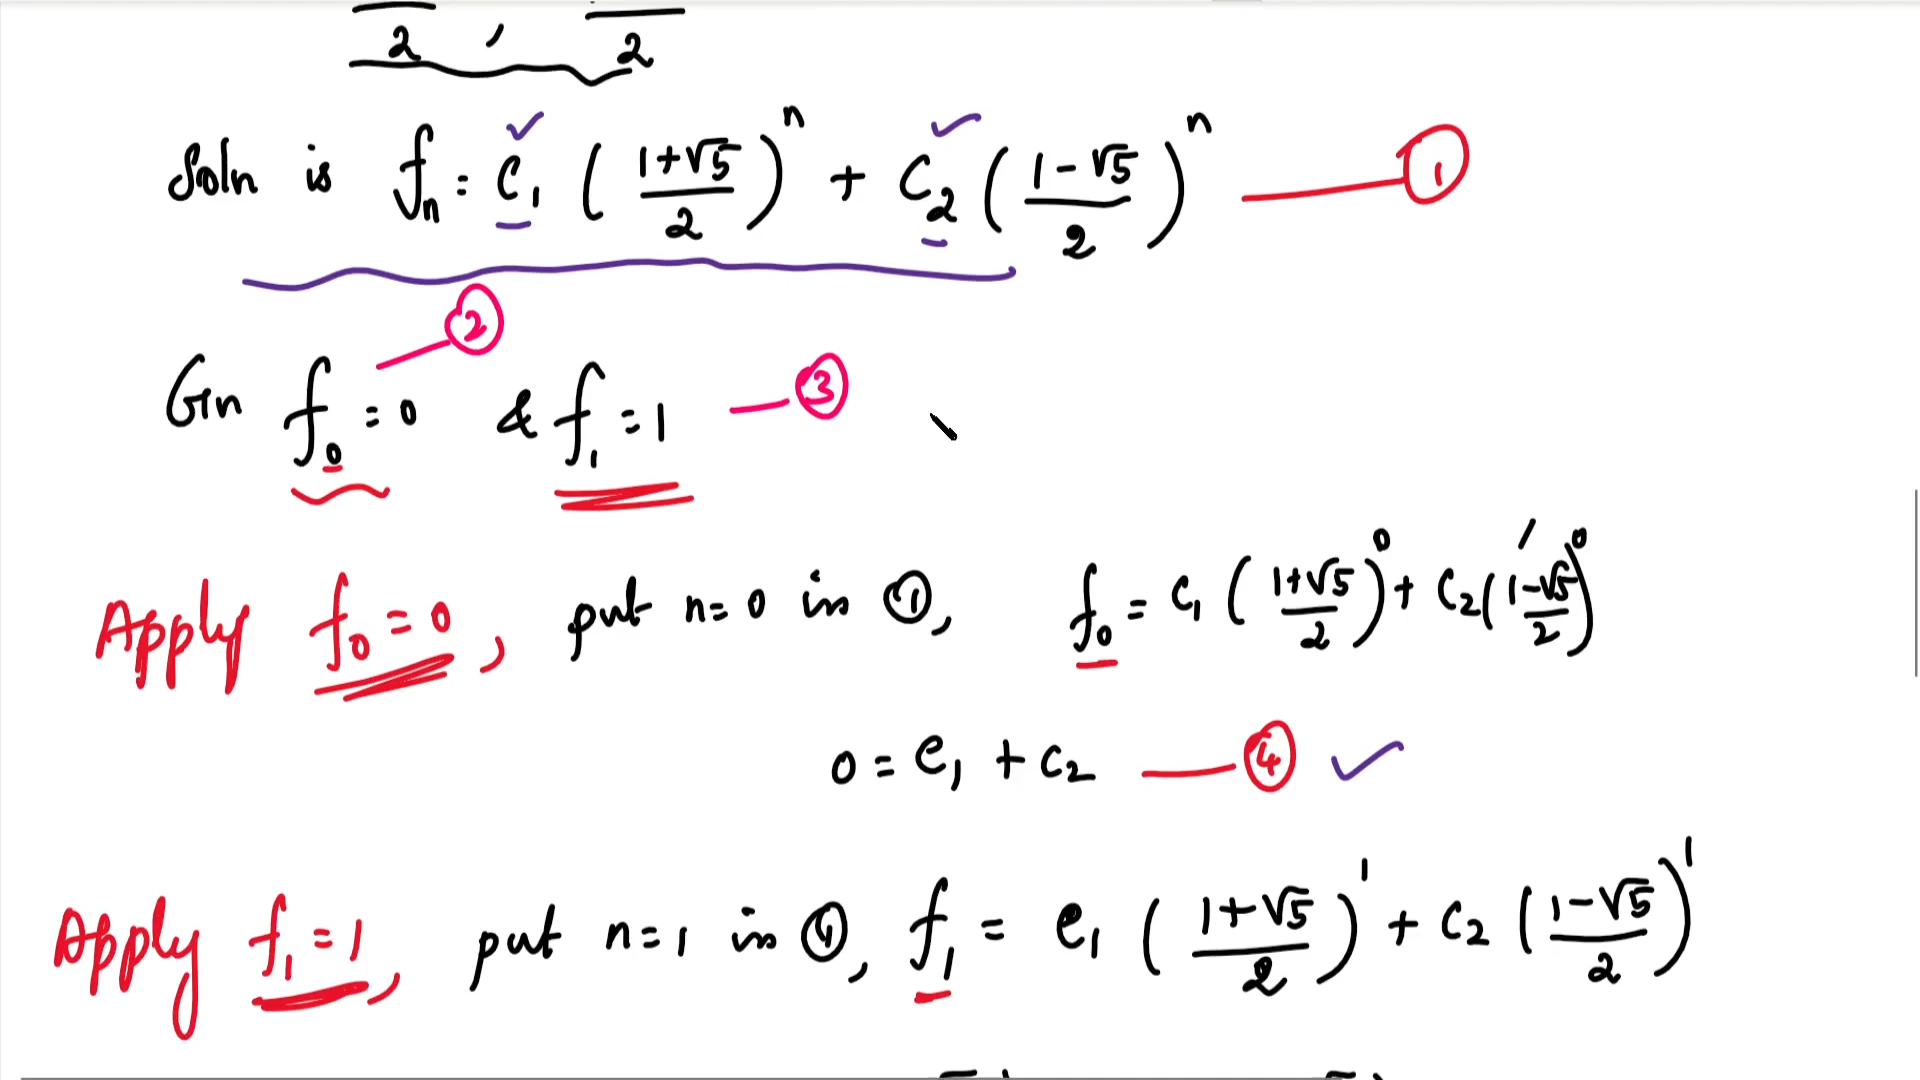 2 , 2
Soln is fₙ = C₁ ( (1+√5)/2 )ⁿ + C₂ ( (1-√5)/2 )ⁿ —— ①
②
Gn f₀ = 0 & f₁ = 1 — ③
Apply f₀ = 0, put n = 0 in ①, f₀ = C₁ ( (1+√5)/2 )⁰ + C₂ ( (1-√5)/2 )⁰
0 = C₁ + C₂ —— ④ ✓
Apply f₁ = 1, put n = 1 in ①, f₁ = C₁ ( (1+√5)/2 )¹ + C₂ ( (1-√5)/2 )¹